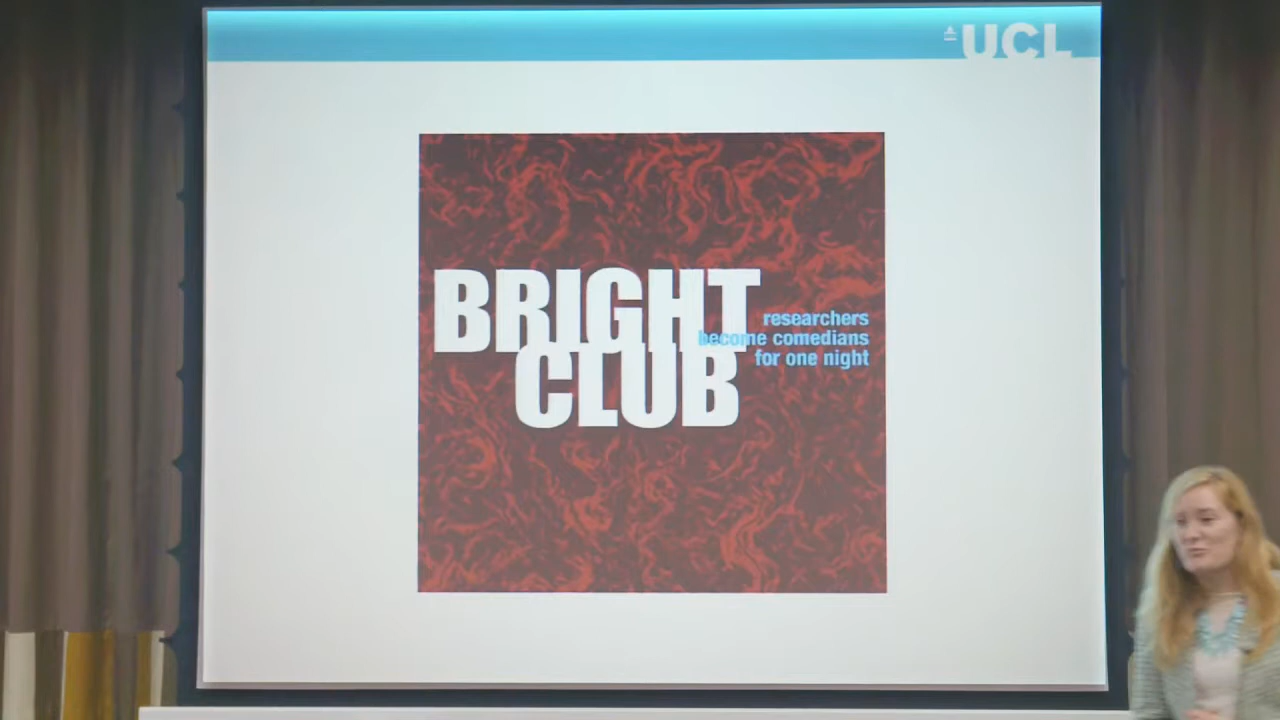 UCL
BRIGHT
CLUB
researchers
become comedians
for one night